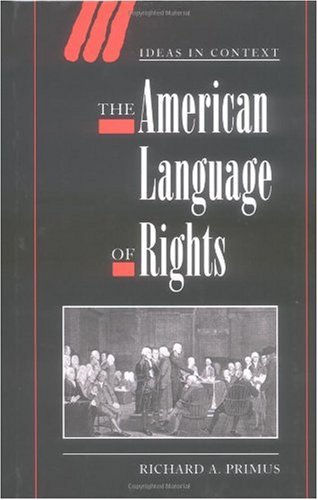 IDEAS IN CONTEXT
THE American
Language
OF Rights
RICHARD A. PRIMUS